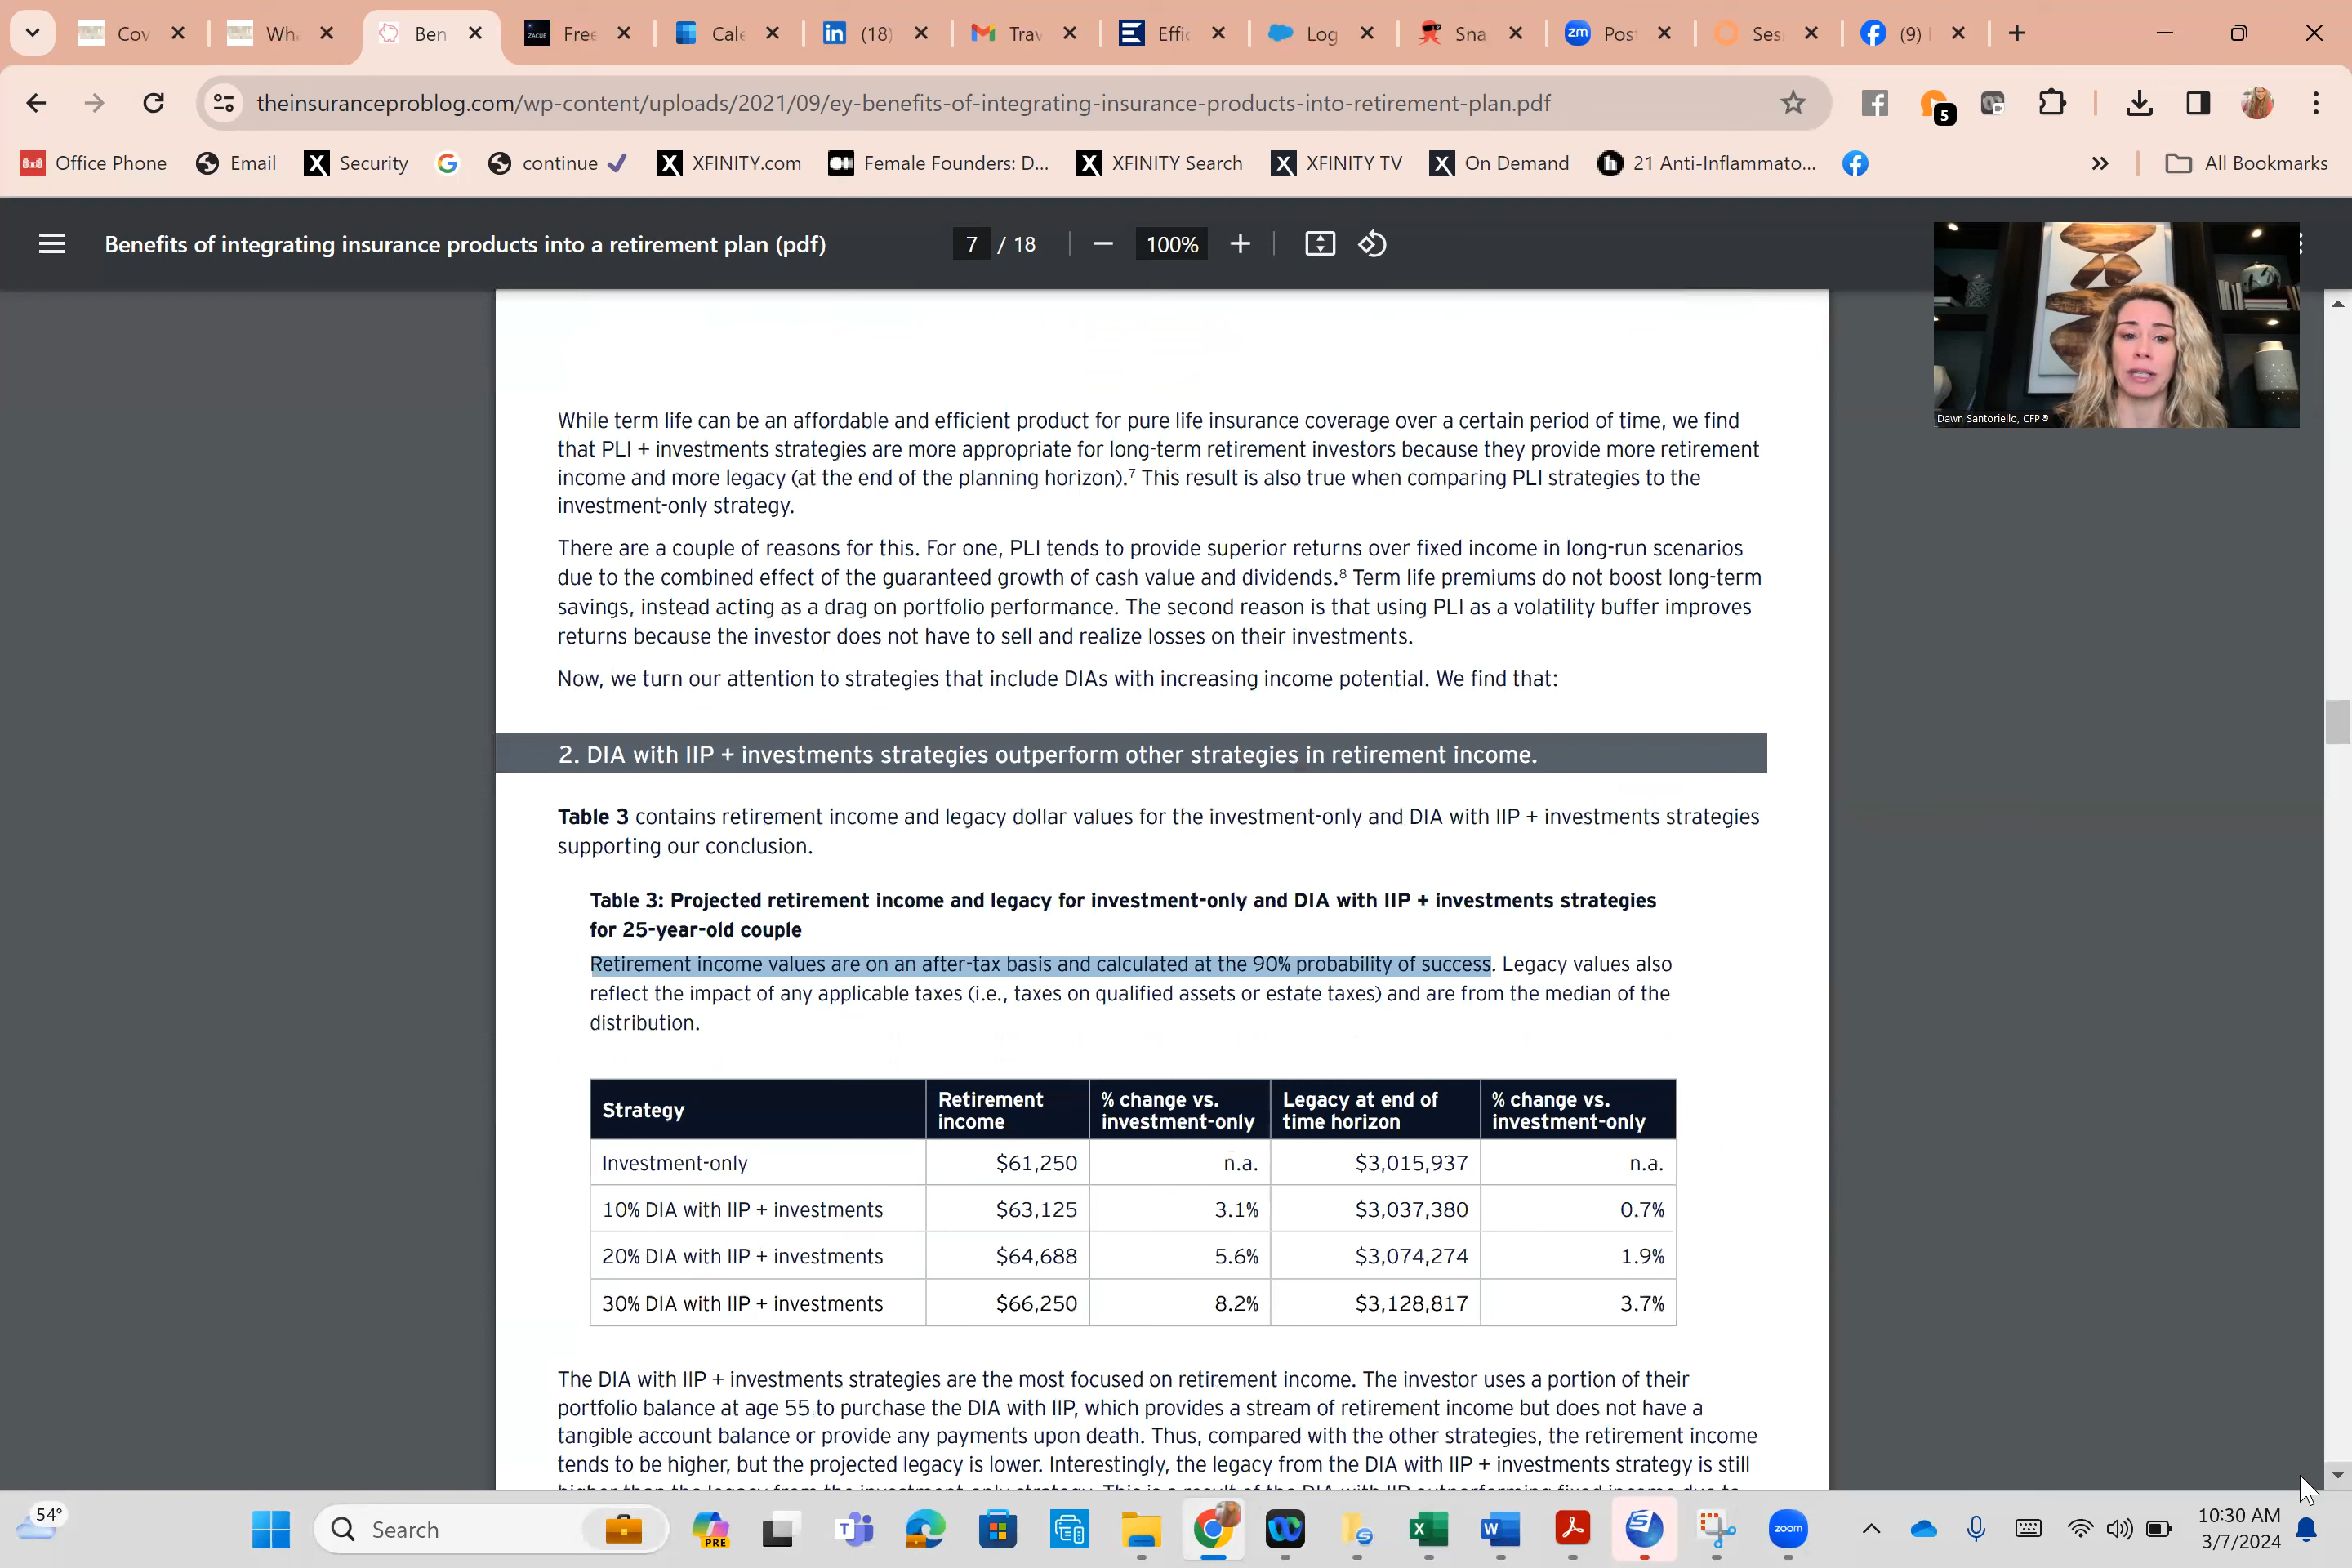 Cov
Wh
Ben
Free
Cale
(18)
Trav
Effic
Log
Sna
zm
Pos
Ses
(9)
theinsuranceproblog.com/wp-content/uploads/2021/09/ey-benefits-of-integrating-insurance-products-into-retirement-plan.pdf
5
8x8 Office Phone
Email
Security
continue
XFINITY.com
Female Founders: D...
XFINITY Search
XFINITY TV
On Demand
21 Anti-Inflammato...
All Bookmarks
Benefits of integrating insurance products into a retirement plan (pdf)
7 / 18
100%
Dawn Santoriello, CFP®
While term life can be an affordable and efficient product for pure life insurance coverage over a certain period of time, we find
that PLI + investments strategies are more appropriate for long-term retirement investors because they provide more retirement
income and more legacy (at the end of the planning horizon).⁷ This result is also true when comparing PLI strategies to the
investment-only strategy.
There are a couple of reasons for this. For one, PLI tends to provide superior returns over fixed income in long-run scenarios
due to the combined effect of the guaranteed growth of cash value and dividends.⁸ Term life premiums do not boost long-term
savings, instead acting as a drag on portfolio performance. The second reason is that using PLI as a volatility buffer improves
returns because the investor does not have to sell and realize losses on their investments.
Now, we turn our attention to strategies that include DIAs with increasing income potential. We find that:
2. DIA with IIP + investments strategies outperform other strategies in retirement income.
Table 3 contains retirement income and legacy dollar values for the investment-only and DIA with IIP + investments strategies
supporting our conclusion.
Table 3: Projected retirement income and legacy for investment-only and DIA with IIP + investments strategies
for 25-year-old couple
Retirement income values are on an after-tax basis and calculated at the 90% probability of success. Legacy values also
reflect the impact of any applicable taxes (i.e., taxes on qualified assets or estate taxes) and are from the median of the
distribution.
Strategy
Retirement income
% change vs. investment-only
Legacy at end of time horizon
% change vs. investment-only
Investment-only $61,250 n.a. $3,015,937 n.a.
10% DIA with IIP + investments $63,125 3.1% $3,037,380 0.7%
20% DIA with IIP + investments $64,688 5.6% $3,074,274 1.9%
30% DIA with IIP + investments $66,250 8.2% $3,128,817 3.7%
The DIA with IIP + investments strategies are the most focused on retirement income. The investor uses a portion of their
portfolio balance at age 55 to purchase the DIA with IIP, which provides a stream of retirement income but does not have a
tangible account balance or provide any payments upon death. Thus, compared with the other strategies, the retirement income
tends to be higher, but the projected legacy is lower. Interestingly, the legacy from the DIA with IIP + investments strategy is still
54°
Search
PRE
zoom
10:30 AM
3/7/2024